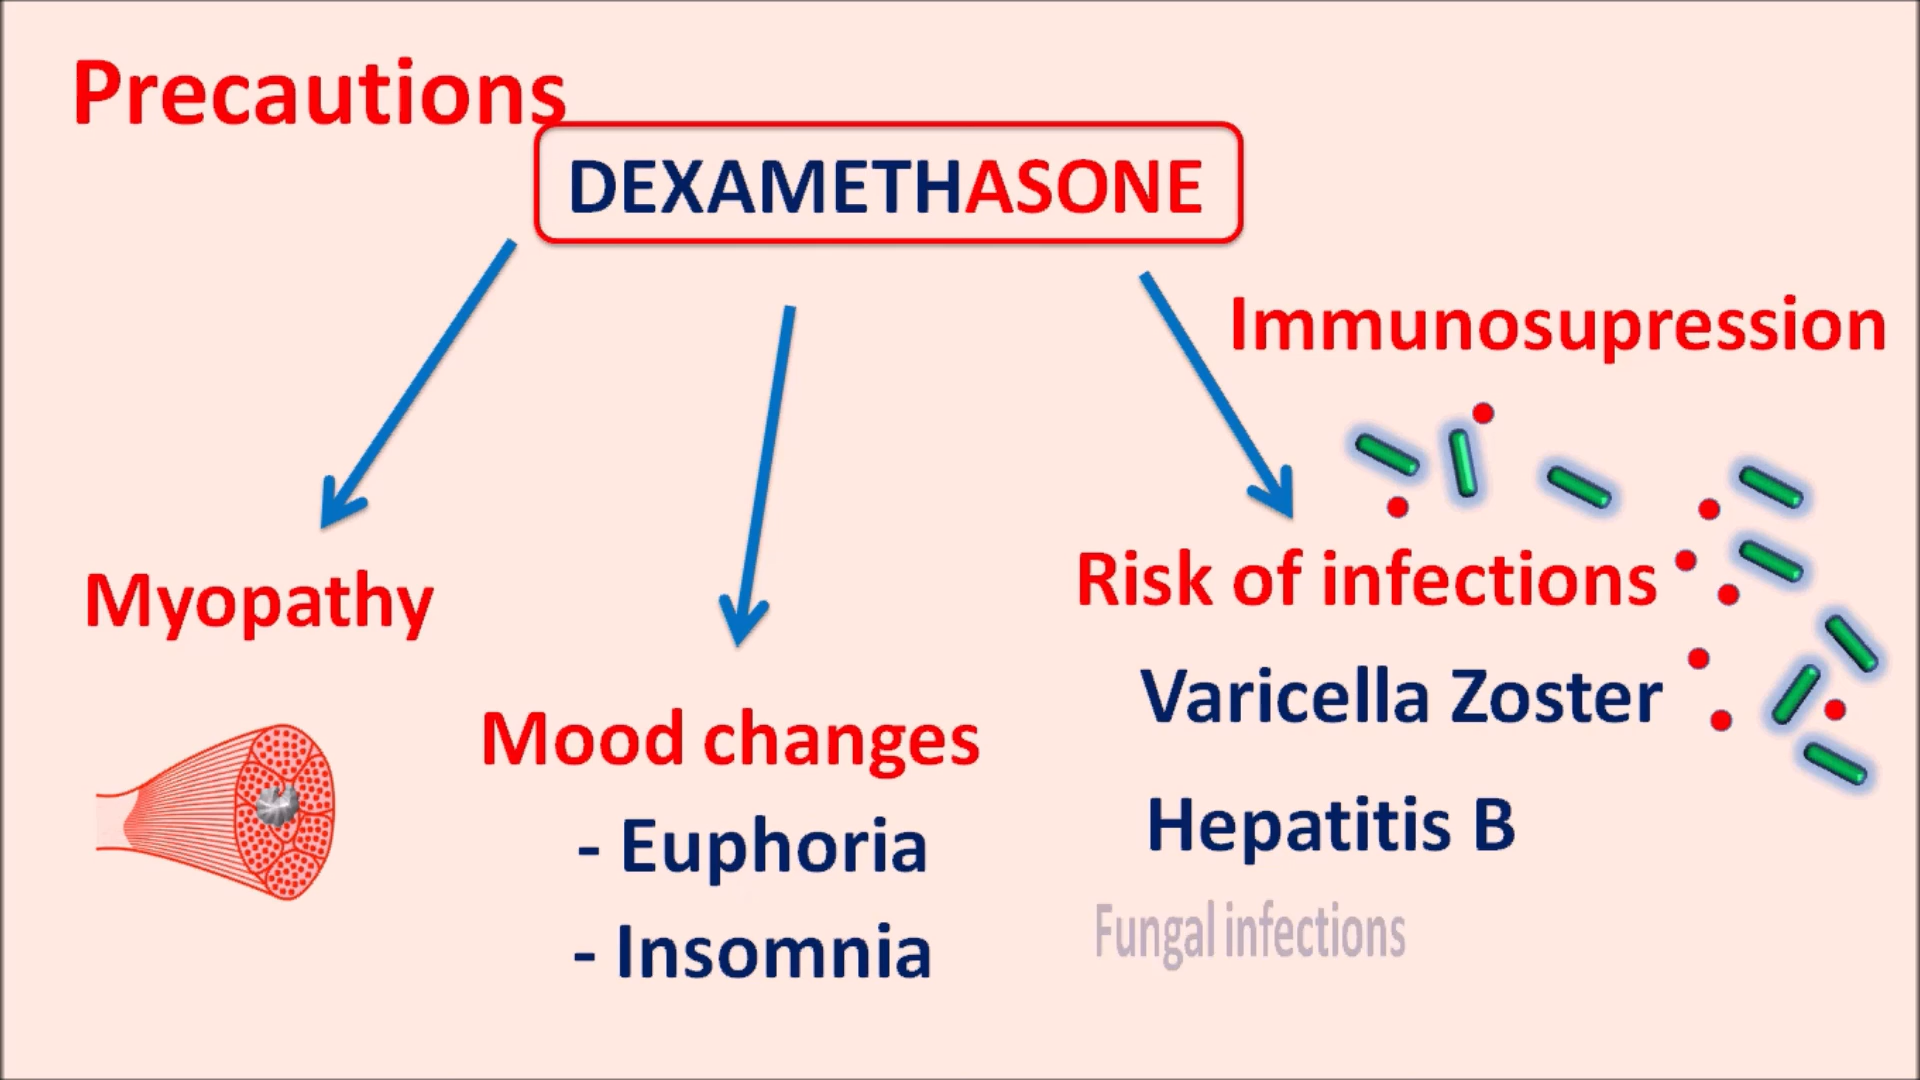 Precautions
DEXAMETHASONE
Immunosupression
Myopathy
Mood changes
- Euphoria
- Insomnia
Risk of infections
Varicella Zoster
Hepatitis B
Fungal infections